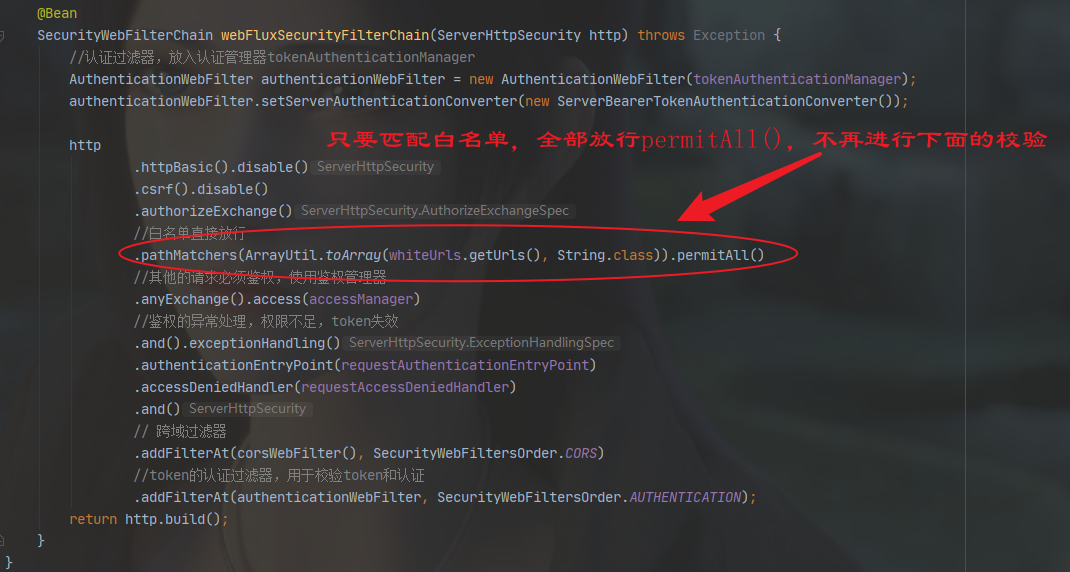 @Bean
SecurityWebFilterChain webFluxSecurityFilterChain(ServerHttpSecurity http) throws Exception {
//认证过滤器，放入认证管理器tokenAuthenticationManager
AuthenticationWebFilter authenticationWebFilter = new AuthenticationWebFilter(tokenAuthenticationManager);
authenticationWebFilter.setServerAuthenticationConverter(new ServerBearerTokenAuthenticationConverter());
只要匹配白名单，全部放行permitAll()，不再进行下面的校验
http
.httpBasic().disable() ServerHttpSecurity
.csrf().disable()
.authorizeExchange() ServerHttpSecurity.AuthorizeExchangeSpec
//白名单直接放行
.pathMatchers(ArrayUtil.toArray(whiteUrls.getUrls(), String.class)).permitAll()
//其他的请求必须鉴权，使用鉴权管理器
.anyExchange().access(accessManager)
//鉴权的异常处理，权限不足，token失效
.and().exceptionHandling() ServerHttpSecurity.ExceptionHandlingSpec
.authenticationEntryPoint(requestAuthenticationEntryPoint)
.accessDeniedHandler(requestAccessDeniedHandler)
.and() ServerHttpSecurity
// 跨域过滤器
.addFilterAt(corsWebFilter(), SecurityWebFiltersOrder.CORS)
//token的认证过滤器，用于校验token和认证
.addFilterAt(authenticationWebFilter, SecurityWebFiltersOrder.AUTHENTICATION);
return http.build();
}
}